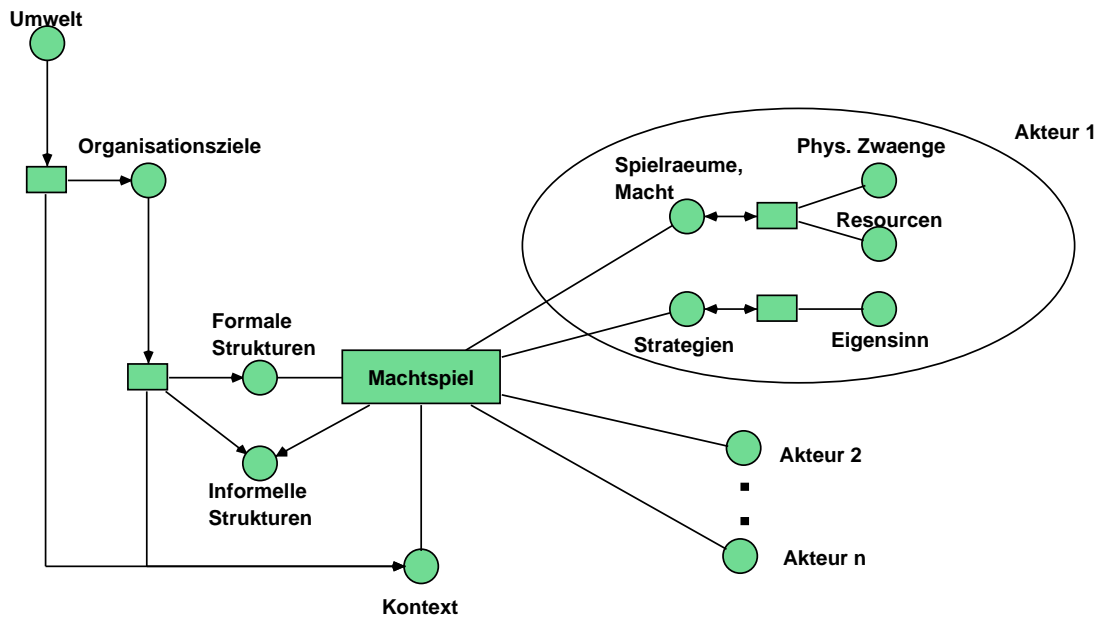 Umwelt
Organisationsziele
Akteur 1
Phys. Zwaenge
Spielraeume,
Macht
Resourcen
Formale
Strukturen
Strategien
Eigensinn
Machtspiel
Akteur 2
Informelle
Strukturen
Akteur n
Kontext